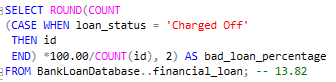 SELECT ROUND(COUNT
(CASE WHEN loan_status = 'Charged Off'
THEN id
END) *100.00/COUNT(id), 2) AS bad_loan_percentage
FROM BankLoanDatabase..financial_loan; -- 13.82